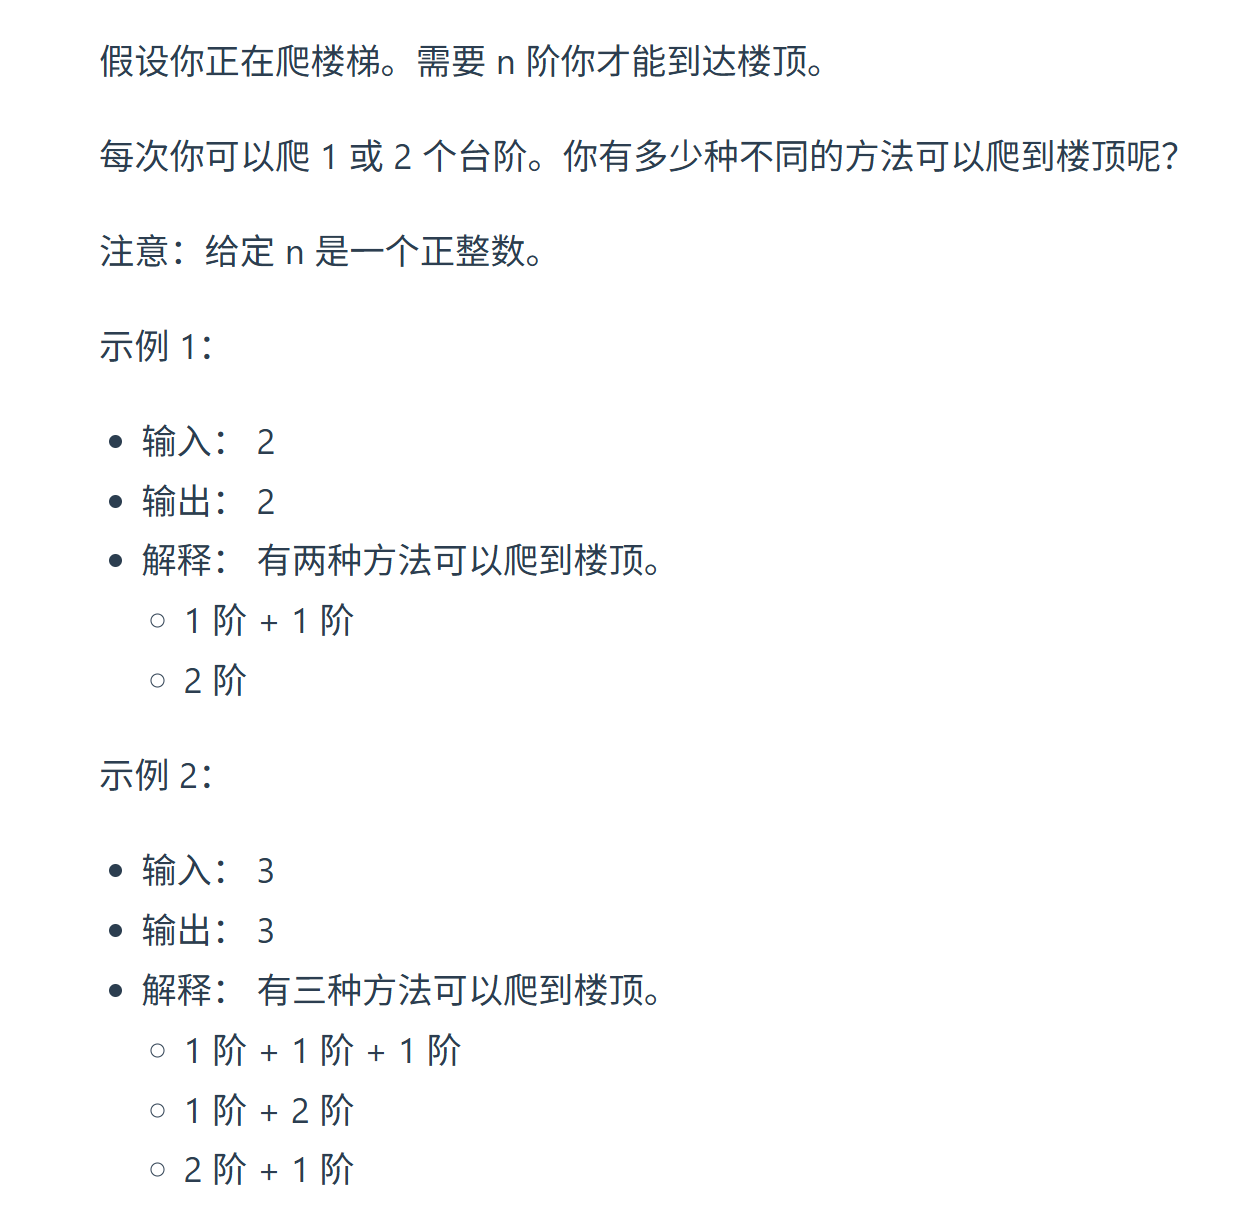 假设你正在爬楼梯。需要 n 阶你才能到达楼顶。
每次你可以爬 1 或 2 个台阶。你有多少种不同的方法可以爬到楼顶呢？
注意：给定 n 是一个正整数。
示例 1：
输入： 2
输出： 2
解释： 有两种方法可以爬到楼顶。
1 阶 + 1 阶
2 阶
示例 2：
输入： 3
输出： 3
解释： 有三种方法可以爬到楼顶。
1 阶 + 1 阶 + 1 阶
1 阶 + 2 阶
2 阶 + 1 阶